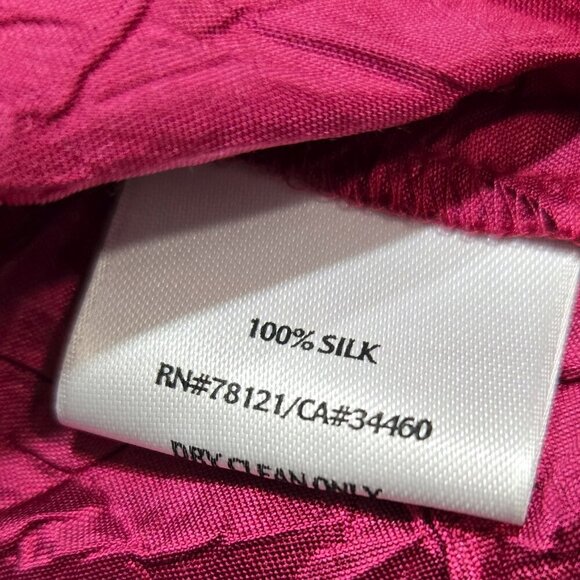 100% SILK
RN#78121/CA#34460
DRY CLEAN ONLY